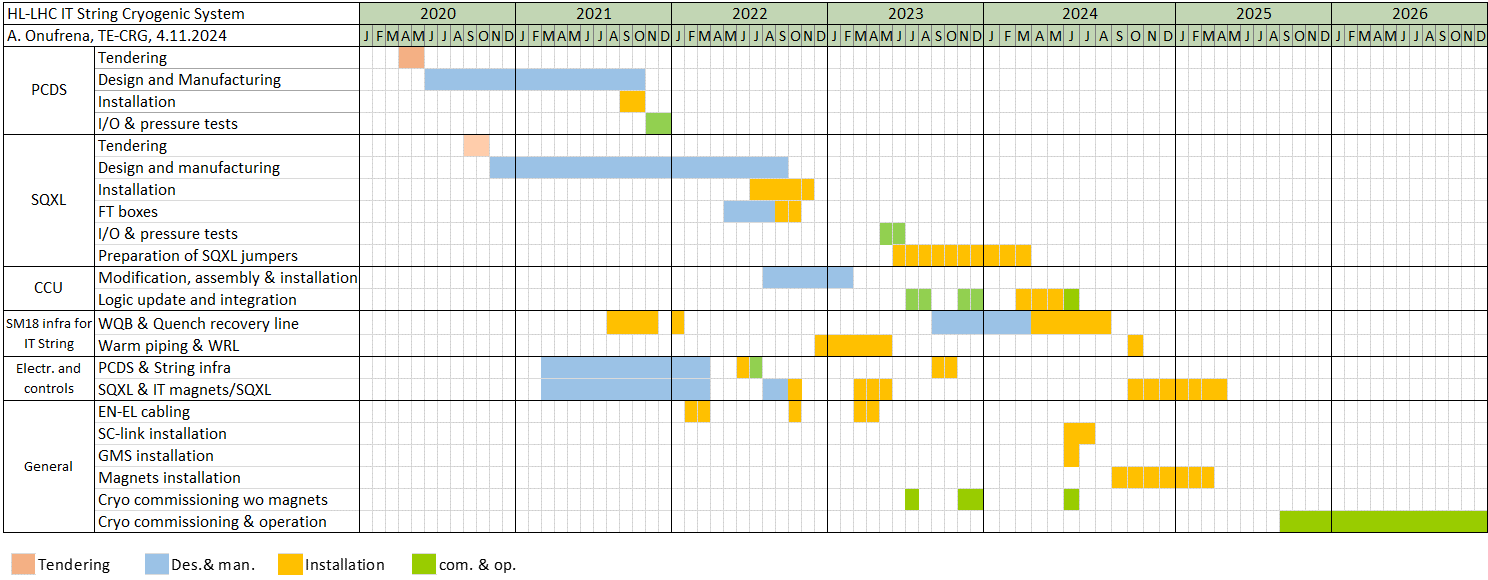 HL-LHC IT String Cryogenic System 2020 2021 2022 2023 2024 2025 2026
A. Onufrena, TE-CRG, 4.11.2024 J F M A M J J A S O N D J F M A M J J A S O N D J F M A M J J A S O N D J F M A M J J A S O N D J F M A M J J A S O N D J F M A M J J A S O N D J F M A M J J A S O N D
PCDS
Tendering
Design and Manufacturing
Installation
I/O & pressure tests
SQXL
Tendering
Design and manufacturing
Installation
FT boxes
I/O & pressure tests
Preparation of SQXL jumpers
CCU
Modification, assembly & installation
Logic update and integration
SM18 infra for
IT String
WQB & Quench recovery line
Warm piping & WRL
Electr. and
controls
PCDS & String infra
SQXL & IT magnets/SQXL
General
EN-EL cabling
SC-link installation
GMS installation
Magnets installation
Cryo commissioning wo magnets
Cryo commissioning & operation
Tendering Des.& man. Installation com. & op.